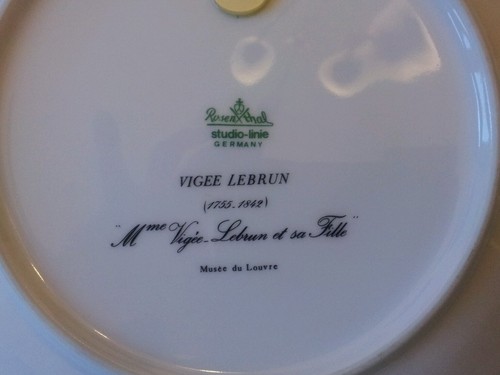 Rosenthal
studio-linie
GERMANY
VIGEE LEBRUN
(1755-1842)
"Mme Vigée-Lebrun et sa Fille"
Musée du Louvre